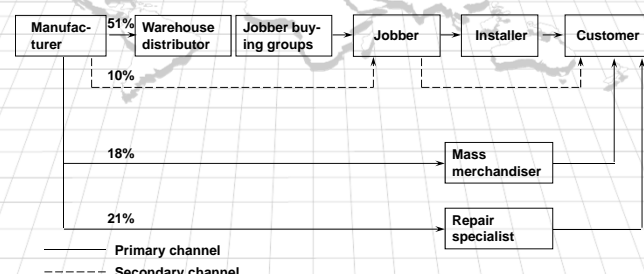 Manufac-
turer
51%
Warehouse
distributor
Jobber buy-
ing groups
Jobber
Installer
Customer
10%
18%
Mass
merchandiser
21%
Repair
specialist
Primary channel
Secondary channel